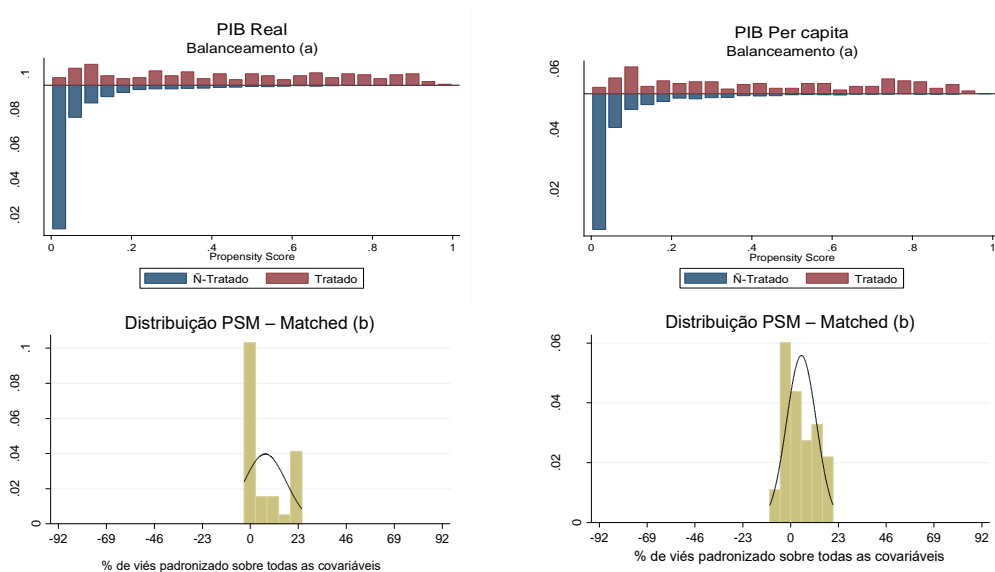 PIB Real
Balanceamento (a)
.1
.08
.06
.04
.02
0 .2 .4 .6 .8 1
Propensity Score
Ñ-Tratado Tratado
PIB Per capita
Balanceamento (a)
.06
.04
.02
0 .2 .4 .6 .8 1
Propensity Score
Ñ-Tratado Tratado
Distribuição PSM – Matched (b)
.1
.08
.06
.04
.02
0
-92 -69 -46 -23 0 23 46 69 92
% de viés padronizado sobre todas as covariáveis
Distribuição PSM – Matched (b)
.06
.04
.02
0
-92 -69 -46 -23 0 23 46 69 92
% de viés padronizado sobre todas as covariáveis